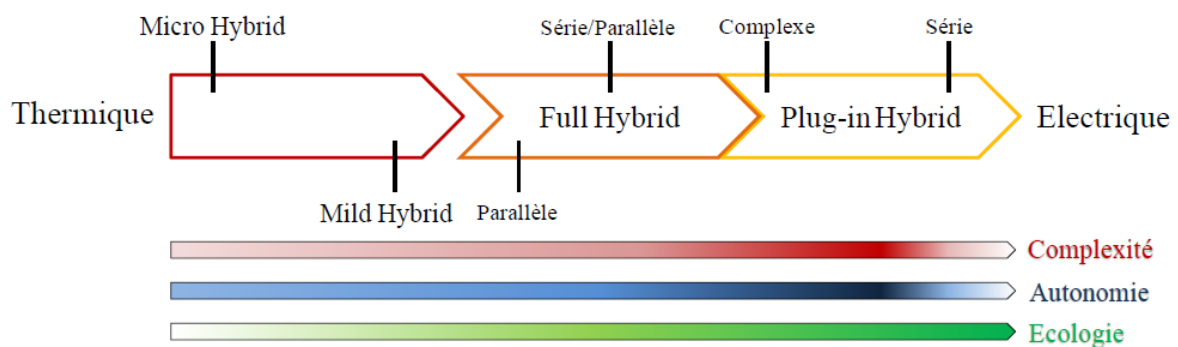 Micro Hybrid
Série/Parallèle
Complexe
Série
Thermique
Full Hybrid
Plug-in Hybrid
Electrique
Mild Hybrid
Parallèle
Complexité
Autonomie
Ecologie